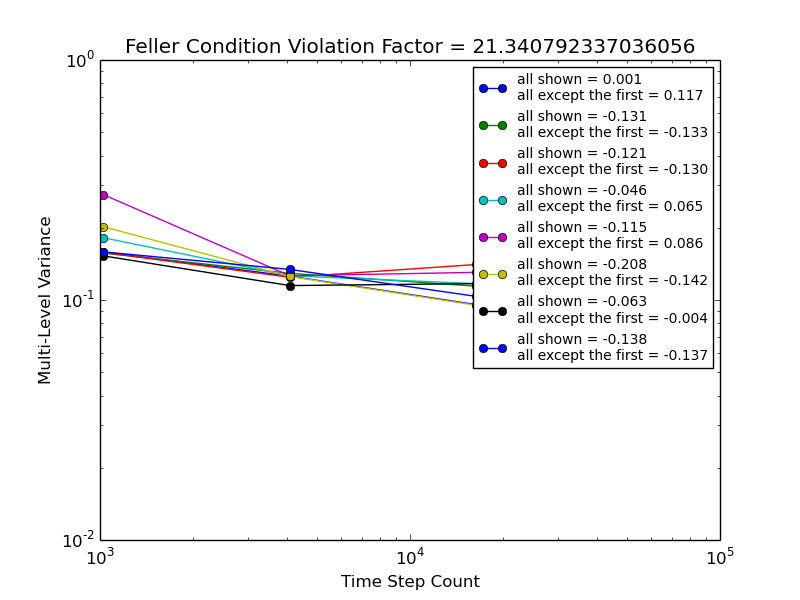 Feller Condition Violation Factor = 21.340792337036056
10^0
all shown = 0.001
all except the first = 0.117
all shown = -0.131
all except the first = -0.133
all shown = -0.121
all except the first = -0.130
all shown = -0.046
all except the first = 0.065
all shown = -0.115
all except the first = 0.086
all shown = -0.208
all except the first = -0.142
all shown = -0.063
all except the first = -0.004
all shown = -0.138
all except the first = -0.137
Multi-Level Variance
10^-1
10^-2
10^3
10^4
10^5
Time Step Count